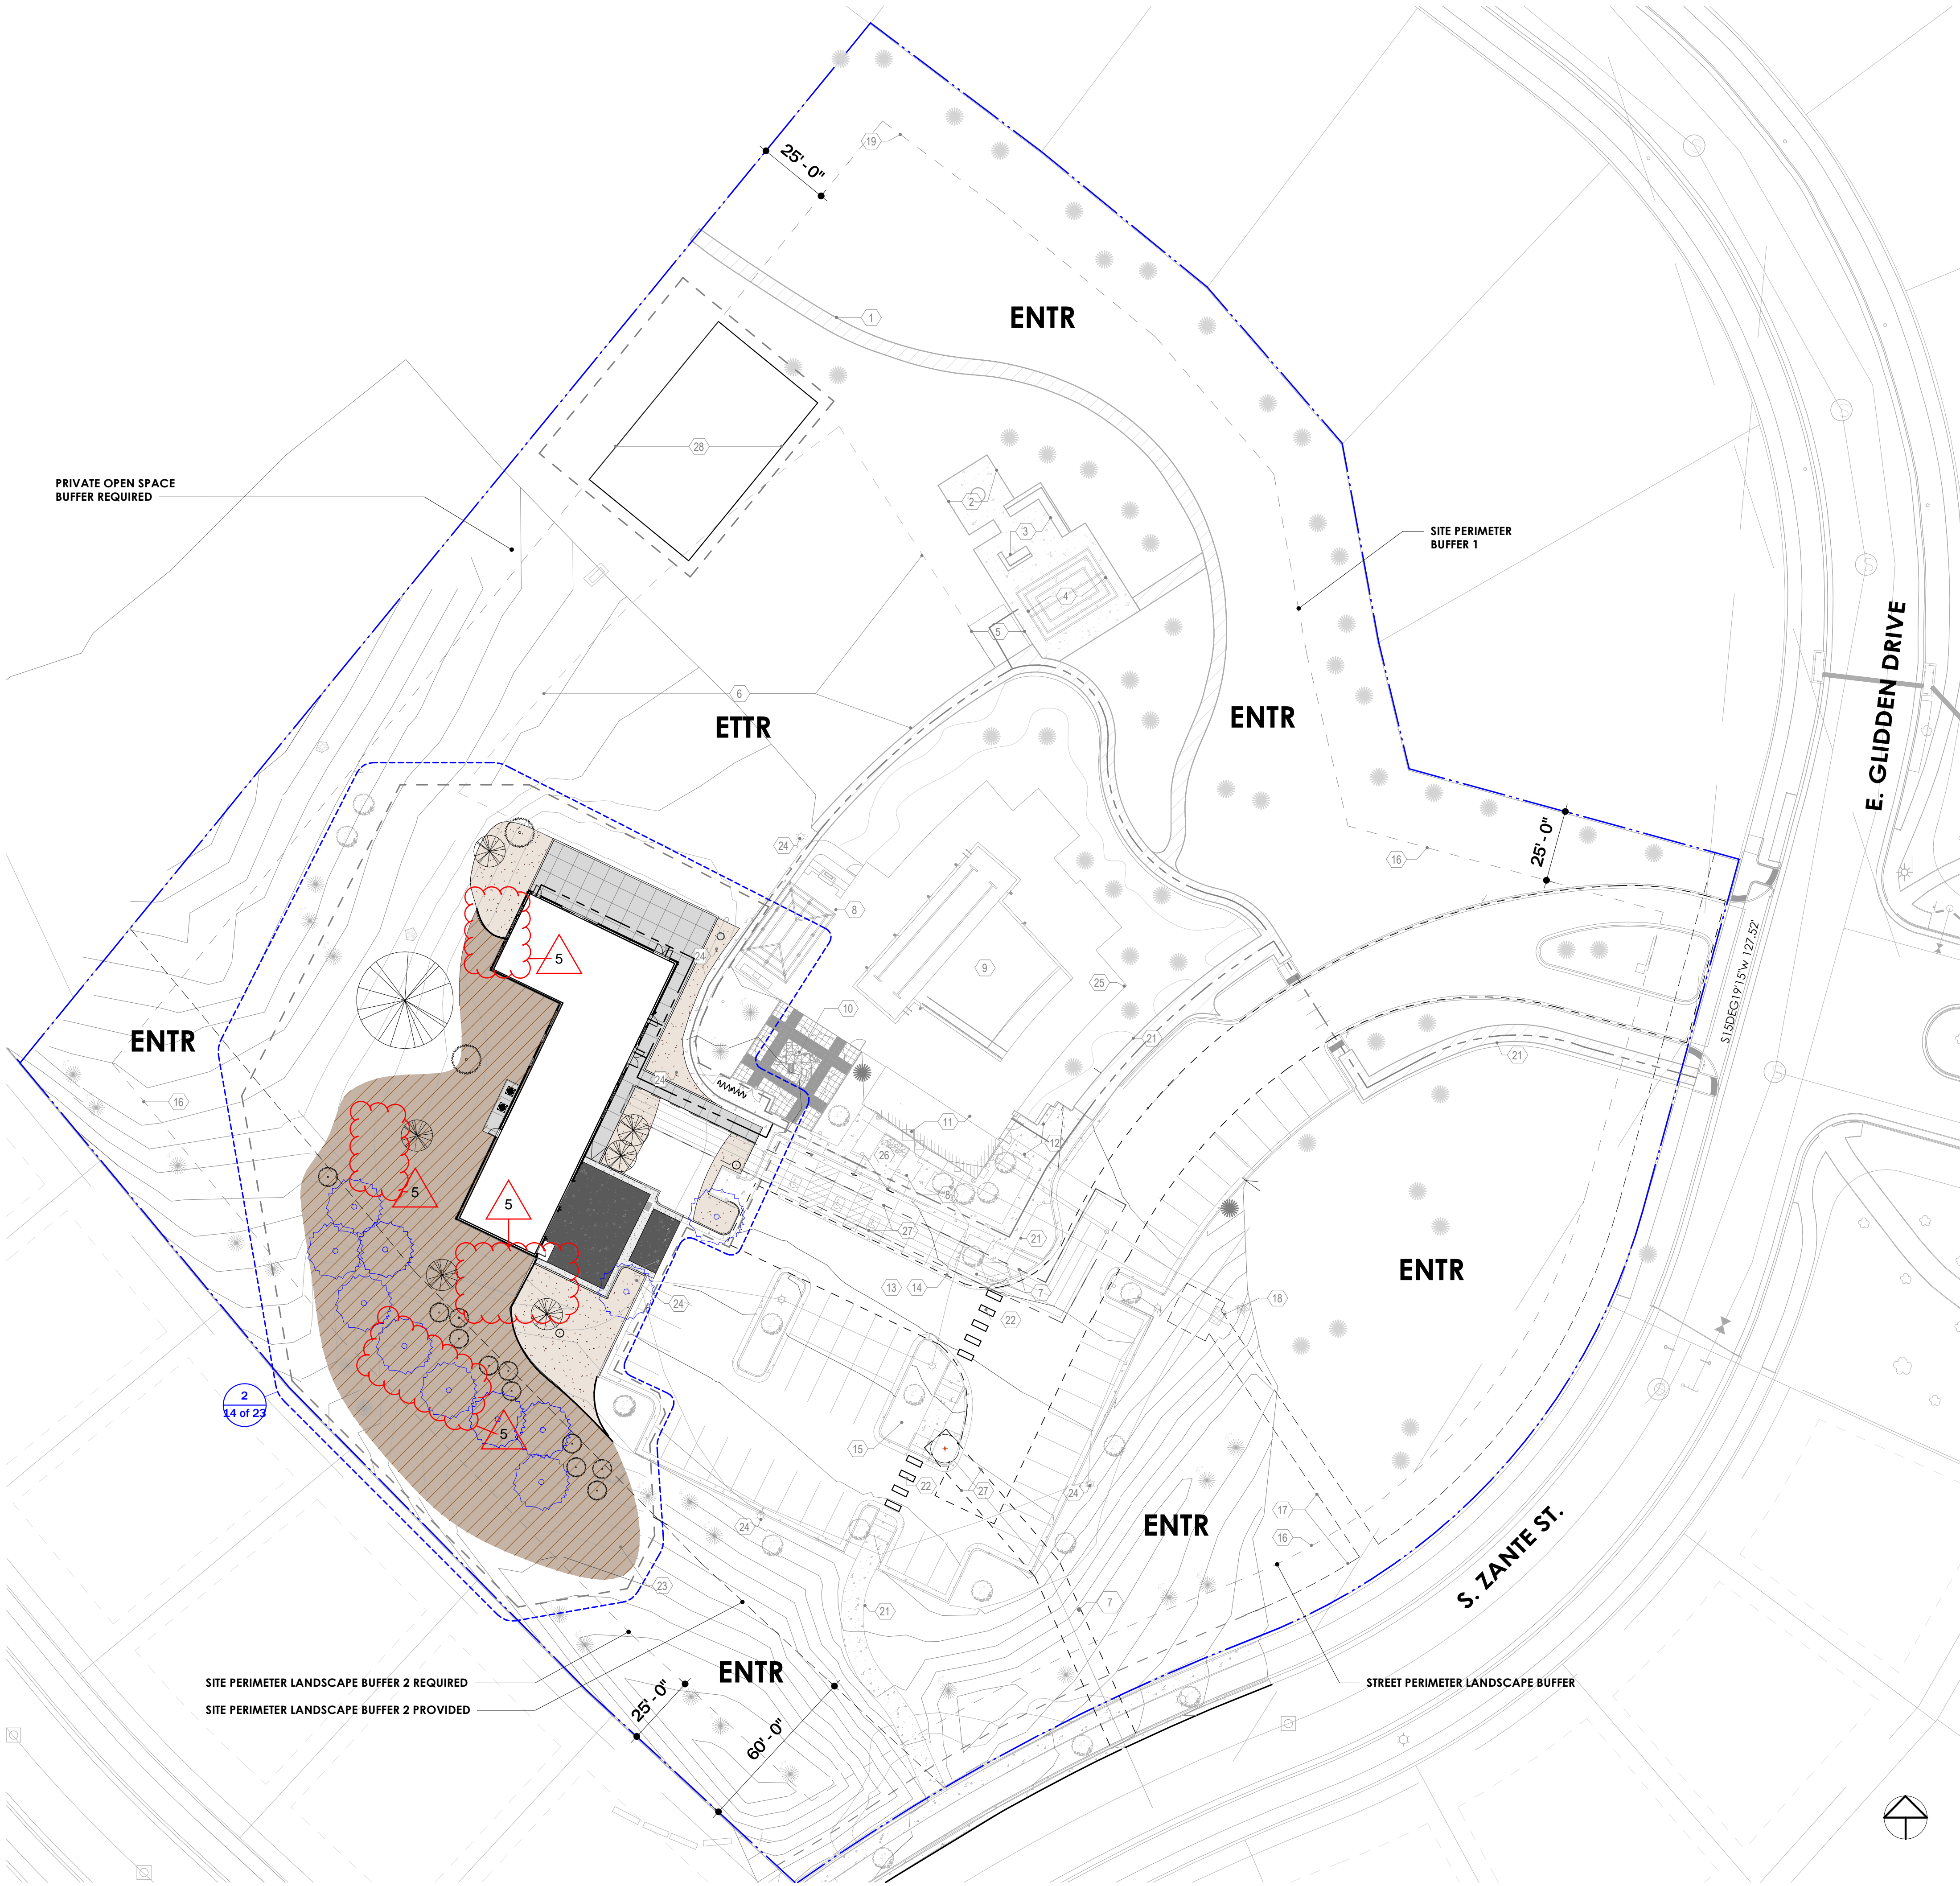 19
25'-0"
1
ENTR
28
PRIVATE OPEN SPACE
BUFFER REQUIRED
2
3
SITE PERIMETER
BUFFER 1
4
5
6
ETTR
ENTR
E. GLIDDEN DRIVE
24
16
25'-0"
8
24
5
9
25
S15DEG19'15"W 127.52'
10
ENTR
21
21
24
16
11
12
26
5
5
8
27
21
ENTR
13
14
7
24
22
18
2
14 of 23
5
15
22
27
24
17
24
ENTR
16
S. ZANTE ST.
23
21
7
ENTR
SITE PERIMETER LANDSCAPE BUFFER 2 REQUIRED
STREET PERIMETER LANDSCAPE BUFFER
25'-0"
SITE PERIMETER LANDSCAPE BUFFER 2 PROVIDED
60'-0"